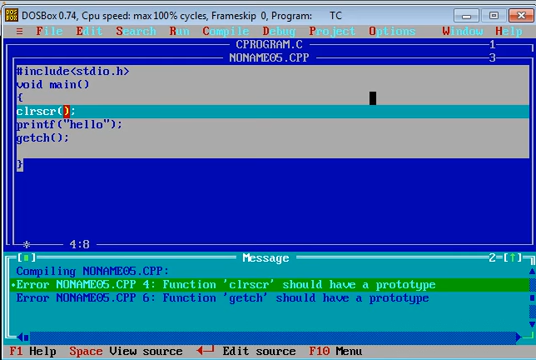 DOSBox 0.74, Cpu speed: max 100% cycles, Frameskip 0, Program: TC
≡ File Edit Search Run Compile Debug Project Options Window Help
CPROGRAM.C 1
NONAME05.CPP 3
#include<stdio.h>
void main()
{
clrscr();
printf("hello");
getch();
}
4:8
Message 2=[↑]
Compiling NONAME05.CPP:
•Error NONAME05.CPP 4: Function 'clrscr' should have a prototype
Error NONAME05.CPP 6: Function 'getch' should have a prototype
F1 Help Space View source ↵ Edit source F10 Menu